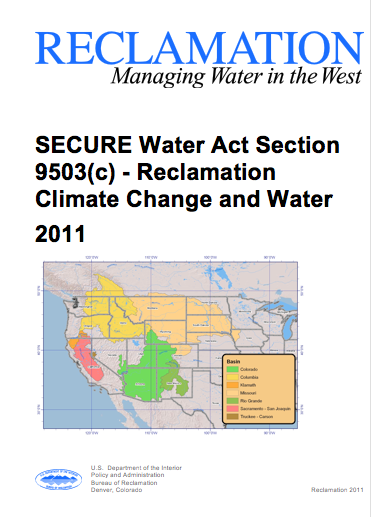 RECLAMATION
Managing Water in the West
SECURE Water Act Section
9503(c) - Reclamation
Climate Change and Water
2011
Basin
Colorado
Columbia
Klamath
Missouri
Rio Grande
Sacramento - San Joaquin
Truckee - Carson
U.S. Department of the Interior
Policy and Administration
Bureau of Reclamation
Denver, Colorado
Reclamation 2011